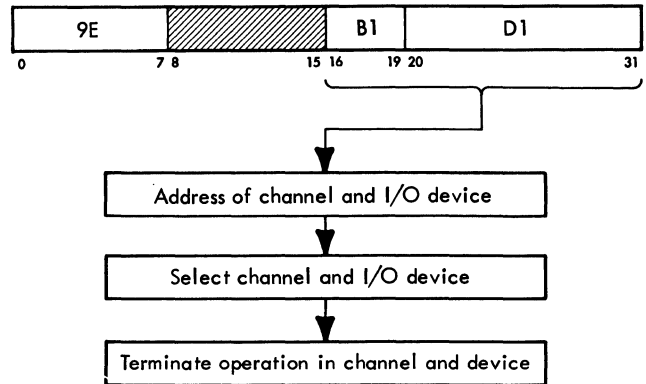 9E B1 D1
0 7 8 15 16 19 20 31
Address of channel and I/O device
Select channel and I/O device
Terminate operation in channel and device